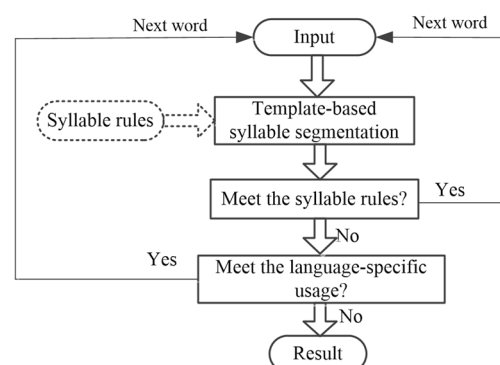 Next word
Next word
Input
Template-based
syllable segmentation
Syllable rules
Meet the syllable rules?
Yes
No
Yes
Meet the language-specific
usage?
No
Result